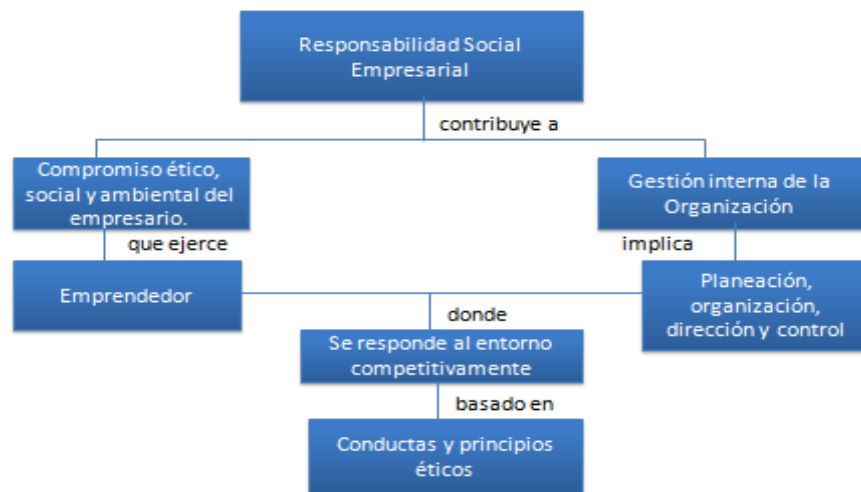 Responsabilidad Social
Empresarial
contribuye a
Compromiso ético,
social y ambiental del
empresario.
Gestión interna de la
Organización
que ejerce
implica
Emprendedor
Planeación,
organización,
dirección y control
donde
Se responde al entorno
competitivamente
basado en
Conductas y principios
éticos